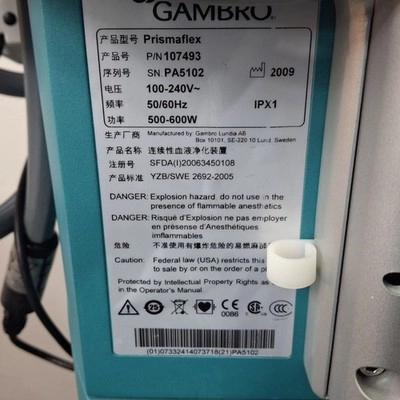 GAMBRO
产品型号 Prismaflex
产品号 P/N 107493
序列号 SN PA5102 2009
电压 100-240V~
频率 50/60Hz IPX1
功率 500-600W
生产厂商 Manufactured by: Gambro Lundia AB
Box 10101, SE-220 10 Lund, Sweden
产品名称 连续性血液净化装置
注册号 SFDA(I)20063450108
产品标准 YZB/SWE 2692-2005
DANGER: Explosion hazard, do not use in the
presence of flammable anesthetics
DANGER: Risqué d'Explosion ne pas employer
en présense d'Anesthétiques
imflammables
危险 不准使用有爆炸危险的易燃麻
Caution: Federal law (USA) restricts this
to sale by or on the order of a
Protected by Intellectual Property Rights as
in the Operator's Manual.
25 CE 0086 CSA CCC
(01)07332414073718(21)PA5102